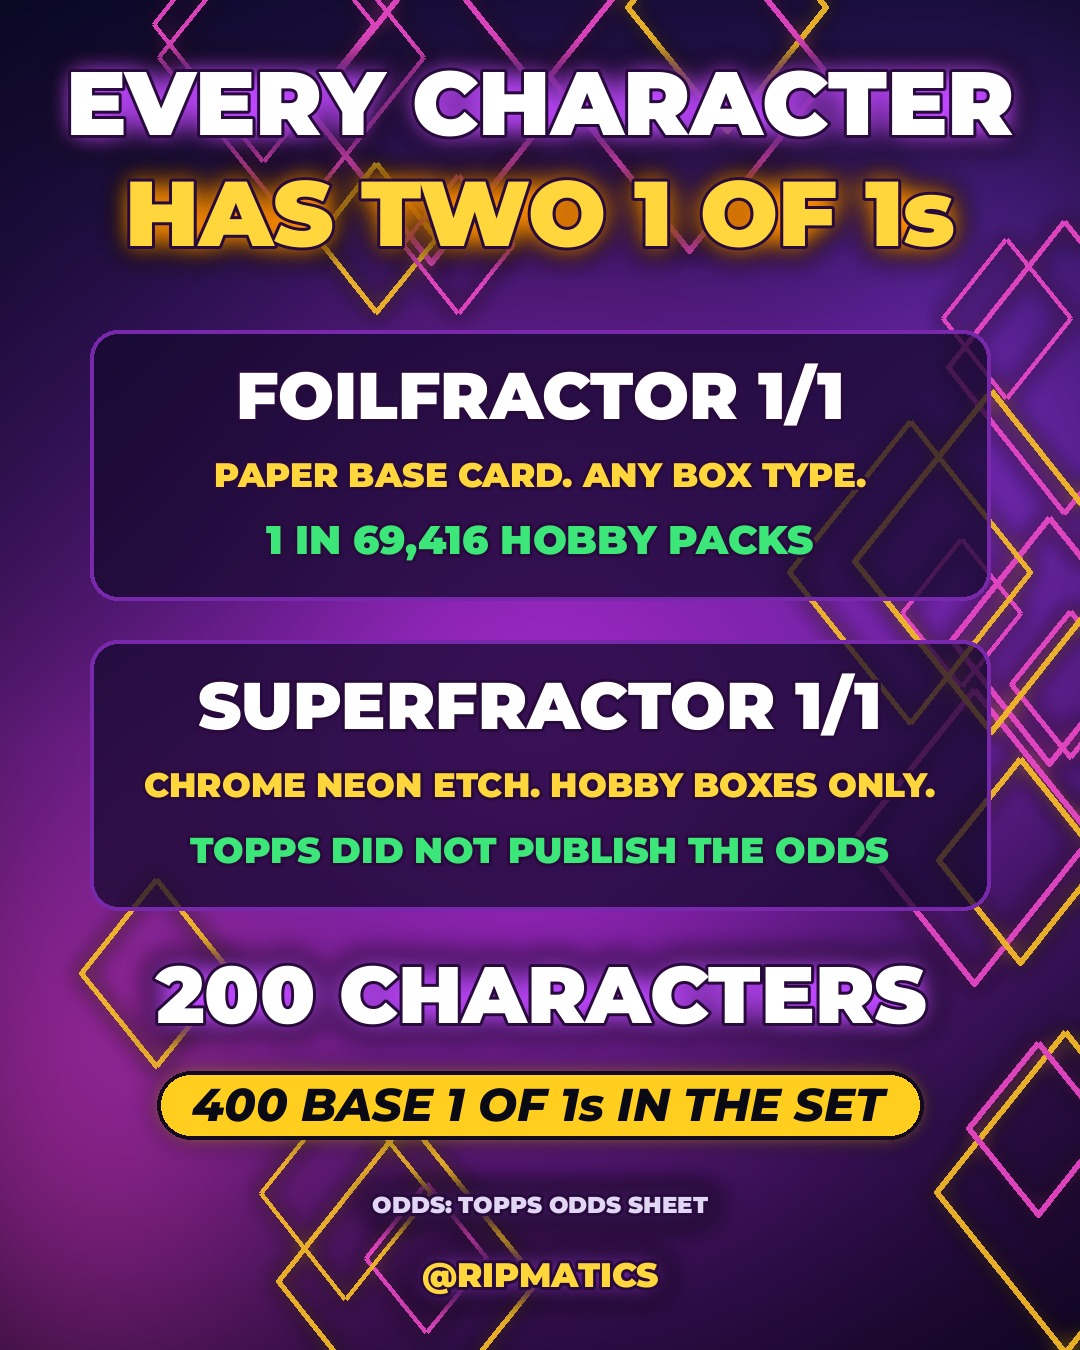 EVERY CHARACTER
HAS TWO 1 OF 1s
FOILFRACTOR 1/1
PAPER BASE CARD. ANY BOX TYPE.
1 IN 69,416 HOBBY PACKS
SUPERFRACTOR 1/1
CHROME NEON ETCH. HOBBY BOXES ONLY.
TOPPS DID NOT PUBLISH THE ODDS
200 CHARACTERS
400 BASE 1 OF 1s IN THE SET
ODDS: TOPPS ODDS SHEET
@RIPMATICS